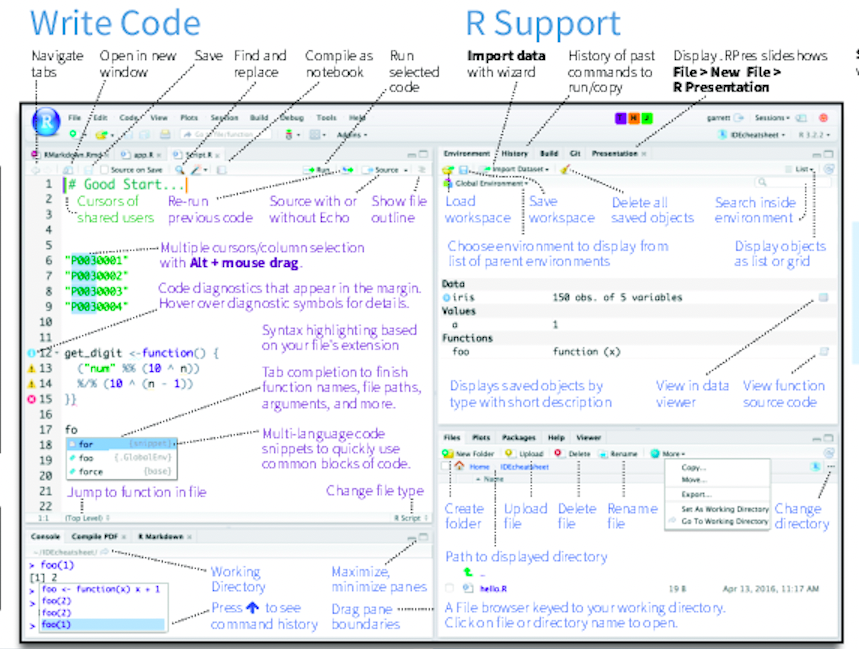 Write Code
R Support
Navigate tabs
Open in new window
Save
Find and replace
Compile as notebook
Run selected code
Import data with wizard
History of past commands to run/copy
Display .RPres slideshows
File > New File >
R Presentation
File Edit Code View Plots Session Build Debug Tools Help
garrett Sessions
Go to file/function Addins
IDEcheatsheet R 3.2.2
RMarkdown.Rmd app.R Script.R
Source on Save Run Source
1 # Good Start...
2
3
4
5
6 "P0030001"
7 "P0030002"
8 "P0030003"
9 "P0030004"
10
11
12 get_digit <-function() {
13 ("num" %% (10 ^ n))
14 %/% (10 ^ (n - 1))
15 }}
16
17 fo
18 for {snippet}
19 foo {.GlobalEnv}
20 force {base}
21
22
1:1 (Top Level) R Script
Cursors of shared users
Re-run previous code
Source with or without Echo
Show file outline
Multiple cursors/column selection
with Alt + mouse drag.
Code diagnostics that appear in the margin.
Hover over diagnostic symbols for details.
Syntax highlighting based
on your file's extension
Tab completion to finish
function names, file paths,
arguments, and more.
Multi-language code
snippets to quickly use
common blocks of code.
Jump to function in file
Change file type
Console Compile PDF R Markdown
~/IDEcheatsheet/
> foo(1)
[1] 2
> foo <- function(x) x + 1
> foo(2)
foo(2)
> foo(1)
Working Directory
Maximize, minimize panes
Press to see
command history
Drag pane boundaries
Environment History Build Git Presentation
Import Dataset List
Global Environment
Load workspace
Save workspace
Delete all saved objects
Search inside environment
Choose environment to display from
list of parent environments
Display objects as list or grid
Data
iris 150 obs. of 5 variables
Values
a 1
Functions
foo function (x)
Displays saved objects by
type with short description
View in data viewer
View function source code
Files Plots Packages Help Viewer
New Folder Upload Delete Rename More
Home IDEcheatsheet
Name
Copy...
Move...
Export...
Set As Working Directory
Go To Working Directory
Create folder
Upload file
Delete file
Rename file
Change directory
Path to displayed directory
hello.R 19 B Apr 13, 2016, 11:17 AM
A File browser keyed to your working directory.
Click on file or directory name to open.